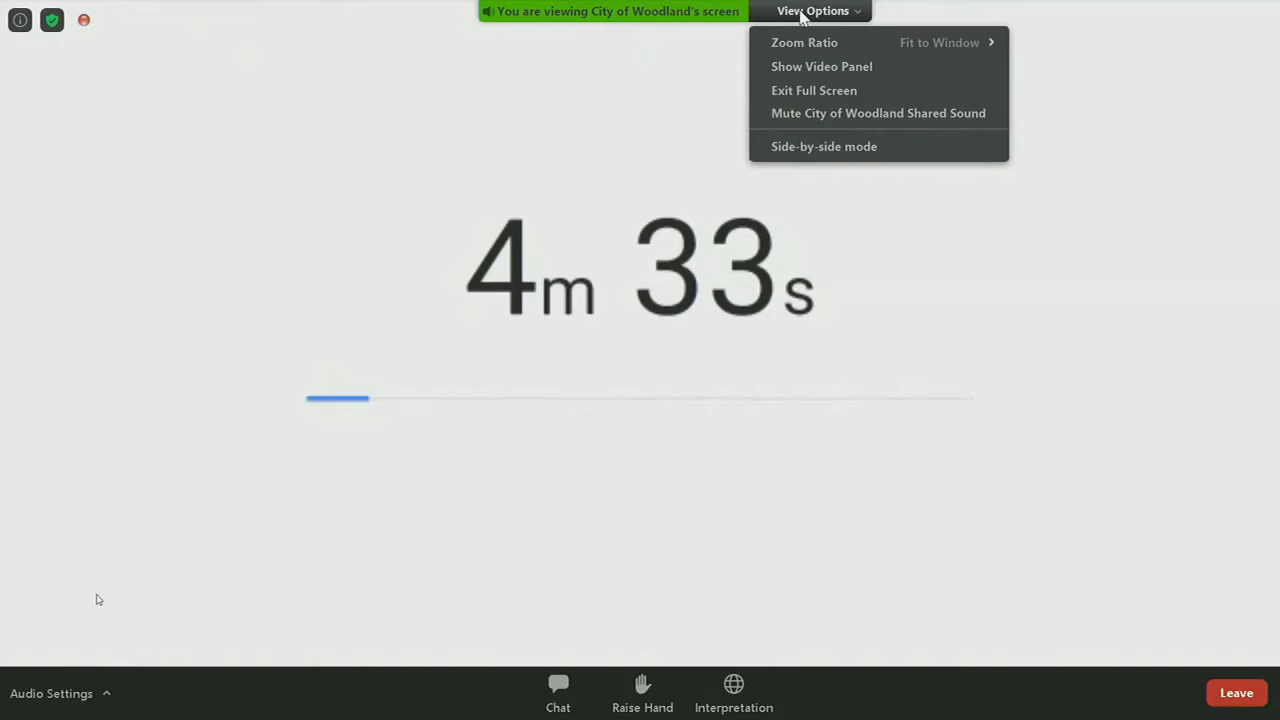 You are viewing City of Woodland's screen
View Options
Zoom Ratio Fit to Window
Show Video Panel
Exit Full Screen
Mute City of Woodland Shared Sound
Side-by-side mode
4m 33s
Audio Settings
Chat
Raise Hand
Interpretation
Leave